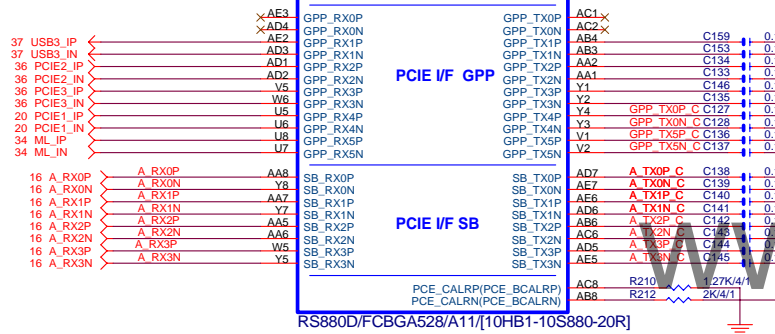 AE3 GPP_RX0P GPP_TX0P AC1
AD4 GPP_RX0N GPP_TX0N AC2
37 USB3_IP AE2 GPP_RX1P GPP_TX1P AB4 C159
37 USB3_IN AD3 GPP_RX1N GPP_TX1N AB3 C153
36 PCIE2_IP AD1 GPP_RX2P GPP_TX2P AA2 C134
36 PCIE2_IN AD2 GPP_RX2N PCIE I/F GPP GPP_TX2N AA1 C133
36 PCIE3_IP V5 GPP_RX3P GPP_TX3P Y1 C146
36 PCIE3_IN W6 GPP_RX3N GPP_TX3N Y2 C135
20 PCIE1_IP U5 GPP_RX4P GPP_TX4P Y4 GPP_TX0P_C C127
20 PCIE1_IN U6 GPP_RX4N GPP_TX4N Y3 GPP_TX0N_C C128
34 ML_IP U8 GPP_RX5P GPP_TX5P V1 GPP_TX5P_C C136
34 ML_IN U7 GPP_RX5N GPP_TX5N V2 GPP_TX5N_C C137
16 A_RX0P A_RX0P AA8 SB_RX0P SB_TX0P AD7 A_TX0P_C C138
16 A_RX0N A_RX0N Y8 SB_RX0N SB_TX0N AE7 A_TX0N_C C139
16 A_RX1P A_RX1P AA7 SB_RX1P SB_TX1P AE6 A_TX1P_C C140
16 A_RX1N A_RX1N Y7 SB_RX1N SB_TX1N AD6 A_TX1N_C C141
16 A_RX2P A_RX2P AA5 SB_RX2P PCIE I/F SB SB_TX2P AB6 A_TX2P_C C142
16 A_RX2N A_RX2N AA6 SB_RX2N SB_TX2N AC6 A_TX2N_C
16 A_RX3P A_RX3P W5 SB_RX3P SB_TX3P AD5 A_TX3P_C C144
16 A_RX3N A_RX3N Y5 SB_RX3N SB_TX3N AE5 A_TX3N_C C145
PCE_CALRP(PCE_BCALRP) AC8 R210 1.27K/4/1
PCE_CALRN(PCE_BCALRN) AB8 R212 2K/4/1
RS880D/FCBGA528/A11/[10HB1-10S880-20R]